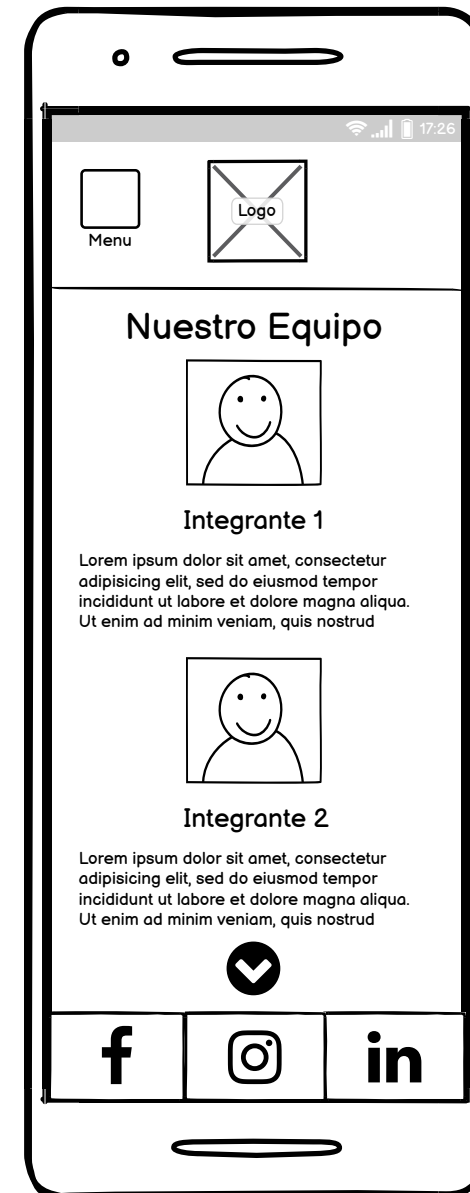 17:26
Logo
Menu
Nuestro Equipo
Integrante 1
Lorem ipsum dolor sit amet, consectetur
adipisicing elit, sed do eiusmod tempor
incididunt ut labore et dolore magna aliqua.
Ut enim ad minim veniam, quis nostrud
Integrante 2
Lorem ipsum dolor sit amet, consectetur
adipisicing elit, sed do eiusmod tempor
incididunt ut labore et dolore magna aliqua.
Ut enim ad minim veniam, quis nostrud
f in